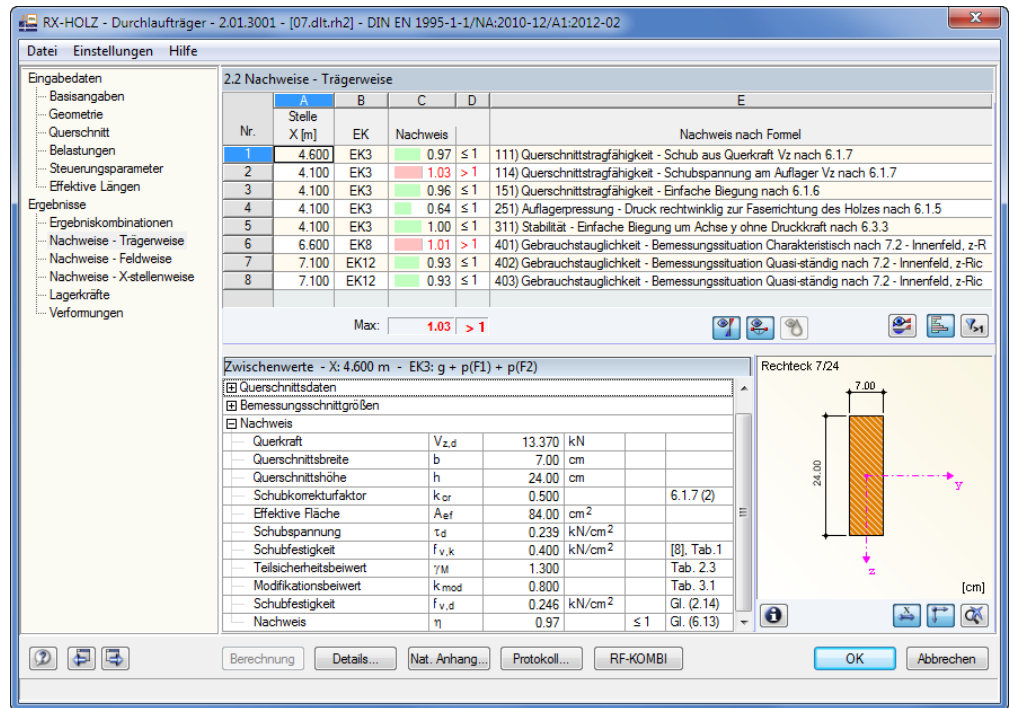 RX-HOLZ - Durchlaufträger - 2.01.3001 - [07.dlt.rh2] - DIN EN 1995-1-1/NA:2010-12/A1:2012-02
Datei Einstellungen Hilfe
Eingabedaten
Basisangaben
Geometrie
Querschnitt
Belastungen
Steuerungsparameter
Effektive Längen
Ergebnisse
Ergebniskombinationen
Nachweise - Trägerweise
Nachweise - Feldweise
Nachweise - X-stellenweise
Lagerkräfte
Verformungen
2.2 Nachweise - Trägerweise
A B C D E
Stelle
Nr. X [m] EK Nachweis Nachweis nach Formel
1 4.600 EK3 0.97 ≤ 1 111) Querschnittstragfähigkeit - Schub aus Querkraft Vz nach 6.1.7
2 4.100 EK3 1.03 > 1 114) Querschnittstragfähigkeit - Schubspannung am Auflager Vz nach 6.1.7
3 4.100 EK3 0.96 ≤ 1 151) Querschnittstragfähigkeit - Einfache Biegung nach 6.1.6
4 4.100 EK3 0.64 ≤ 1 251) Auflagerpressung - Druck rechtwinklig zur Faserrichtung des Holzes nach 6.1.5
5 4.100 EK3 1.00 ≤ 1 311) Stabilität - Einfache Biegung um Achse y ohne Druckkraft nach 6.3.3
6 6.600 EK8 1.01 > 1 401) Gebrauchstauglichkeit - Bemessungssituation Charakteristisch nach 7.2 - Innenfeld, z-R
7 7.100 EK12 0.93 ≤ 1 402) Gebrauchstauglichkeit - Bemessungssituation Quasi-ständig nach 7.2 - Innenfeld, z-Ric
8 7.100 EK12 0.93 ≤ 1 403) Gebrauchstauglichkeit - Bemessungssituation Quasi-ständig nach 7.2 - Innenfeld, z-Ric
Max: 1.03 > 1
>1
Zwischenwerte - X: 4.600 m - EK3: g + p(F1) + p(F2)
Querschnittsdaten
Bemessungsschnittgrößen
Nachweis
Querkraft Vz,d 13.370 kN
Querschnittsbreite b 7.00 cm
Querschnittshöhe h 24.00 cm
Schubkorrekturfaktor kcr 0.500 6.1.7 (2)
Effektive Fläche Aef 84.00 cm2
Schubspannung τd 0.239 kN/cm2
Schubfestigkeit fv,k 0.400 kN/cm2 [8], Tab.1
Teilsicherheitsbeiwert γM 1.300 Tab. 2.3
Modifikationsbeiwert kmod 0.800 Tab. 3.1
Schubfestigkeit fv,d 0.246 kN/cm2 Gl. (2.14)
Nachweis η 0.97 ≤ 1 Gl. (6.13)
Rechteck 7/24
7.00
24.00
y
z
[cm]
Berechnung Details... Nat. Anhang... Protokoll... RF-KOMBI OK Abbrechen